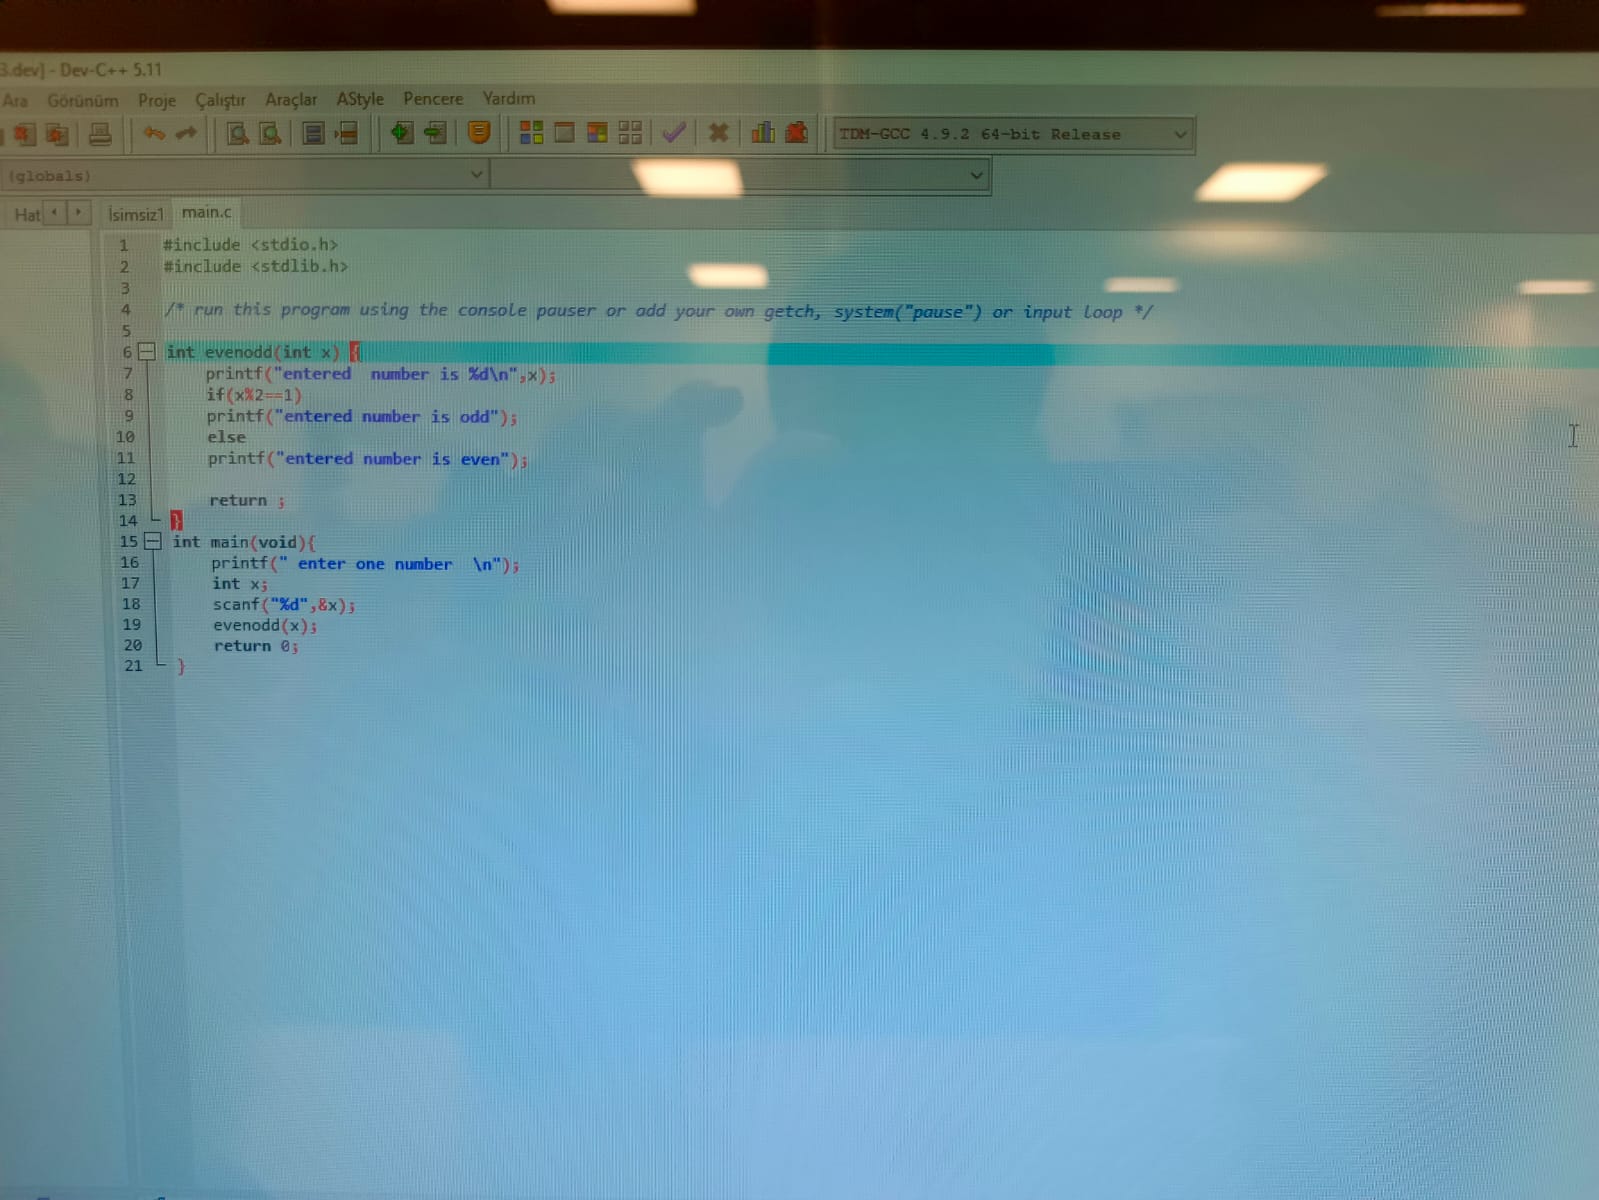 3.dev] - Dev-C++ 5.11
Ara Görünüm Proje Çalıştır Araçlar AStyle Pencere Yardım
TDM-GCC 4.9.2 64-bit Release
(globals)
Hat İsimsiz1 main.c
1 #include <stdio.h>
2 #include <stdlib.h>
3
4 /* run this program using the console pauser or add your own getch, system("pause") or input loop */
5
6 int evenodd(int x) {
7 printf("entered  number is %d\n",x);
8 if(x%2==1)
9 printf("entered number is odd");
10 else
11 printf("entered number is even");
12
13 return ;
14 }
15 int main(void){
16 printf(" enter one number  \n");
17 int x;
18 scanf("%d",&x);
19 evenodd(x);
20 return 0;
21 }